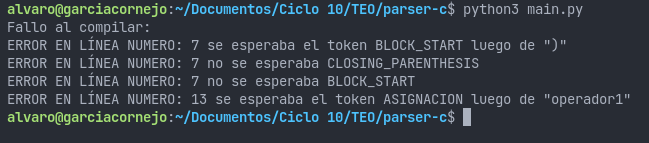 alvaro@garciacornejo:~/Documentos/Ciclo 10/TEO/parser-c$ python3 main.py
Fallo al compilar:
ERROR EN LÍNEA NUMERO: 7 se esperaba el token BLOCK_START luego de ")"
ERROR EN LÍNEA NUMERO: 7 no se esperaba CLOSING_PARENTHESIS
ERROR EN LÍNEA NUMERO: 7 no se esperaba BLOCK_START
ERROR EN LÍNEA NUMERO: 13 se esperaba el token ASIGNACION luego de "operador1"
alvaro@garciacornejo:~/Documentos/Ciclo 10/TEO/parser-c$